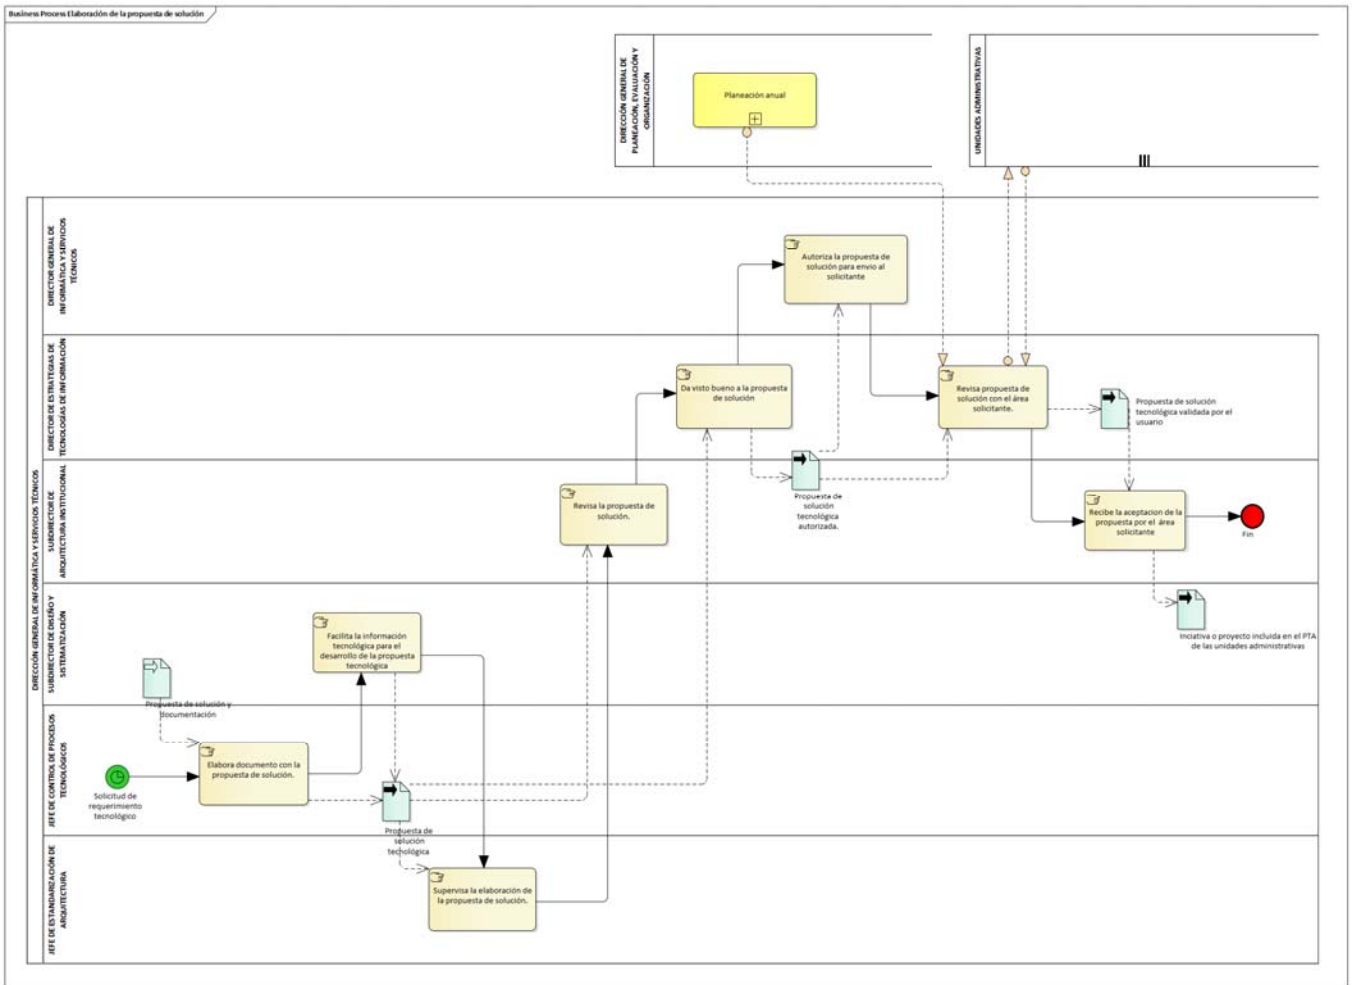 Business Process Elaboración de la propuesta de solución
DIRECCIÓN GENERAL DE
PLANEACIÓN, EVALUACIÓN Y
ORGANIZACIÓN
Planeación anual
UNIDADES ADMINISTRATIVAS
DIRECCIÓN GENERAL DE INFORMÁTICA Y SERVICIOS TÉCNICOS
DIRECTOR GENERAL DE
INFORMÁTICA Y SERVICIOS
TÉCNICOS
Autoriza la propuesta de
solución para envio al
solicitante
DIRECTOR DE ESTRATEGIAS DE
TECNOLOGÍAS DE INFORMACIÓN
Da visto bueno a la propuesta
de solución
Revisa propuesta de
solución con el área
solicitante.
Propuesta de solución
tecnológica validada por el
usuario
SUBDIRECTOR DE
ARQUITECTURA INSTITUCIONAL
Revisa la propuesta de
solución.
Propuesta de
solución
tecnológica
autorizada.
Recibe la aceptacion de la
propuesta por el área
solicitante
Fin
SUBDIRECTOR DE DISEÑO Y
SISTEMATIZACIÓN
Facilita la información
tecnológica para el
desarrollo de la propuesta
tecnológica
Inciativa o proyecto incluida en el PTA
de las unidades administrativas
Propuesta de solución y
documentación
JEFE DE CONTROL DE PROCESOS
TECNOLÓGICOS
Solicitud de
requerimiento
tecnológico
Elabora documento con la
propuesta de solución.
Propuesta de
solución
tecnológica
JEFE DE ESTANDARIZACIÓN DE
ARQUITECTURA
Supervisa la elaboración de
la propuesta de solución.